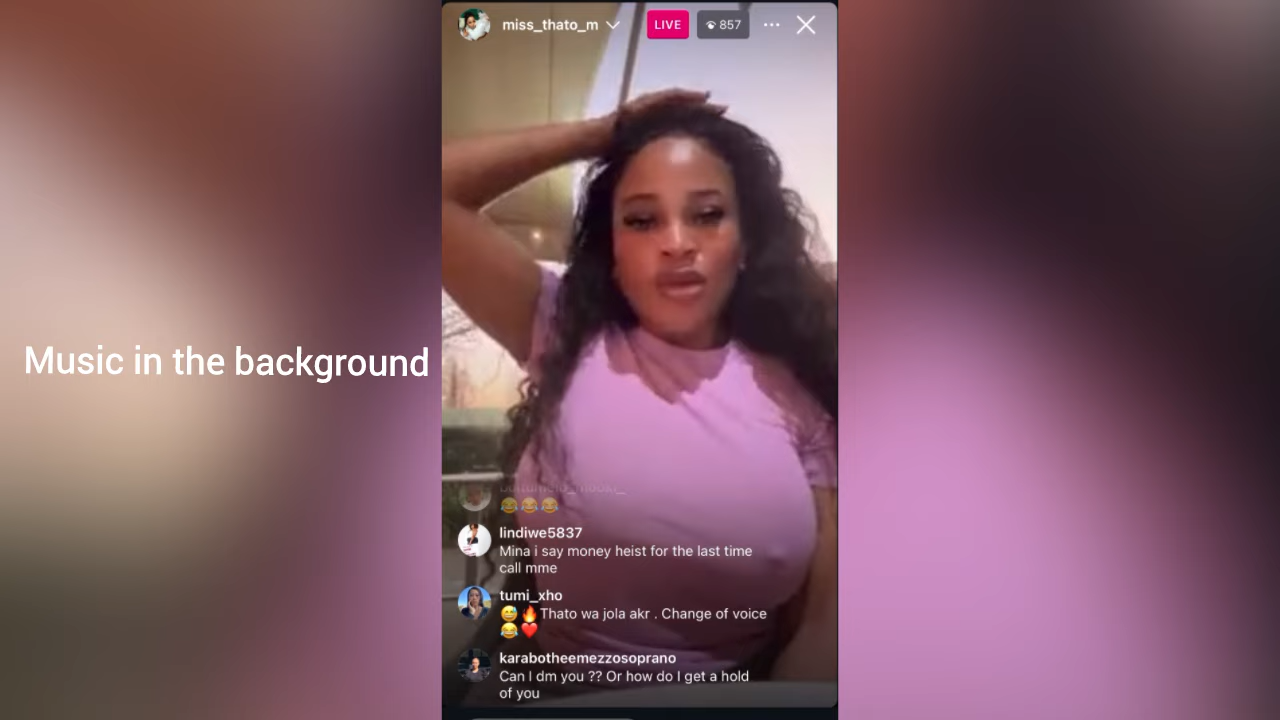 miss_thato_m
LIVE
857
Music in the background
😂😂😂
lindiwe5837
Mina i say money heist for the last time
call mme
tumi_xho
😅🔥Thato wa jola akr . Change of voice
😂❤️
karabotheemezzosoprano
Can I dm you ?? Or how do I get a hold
of you